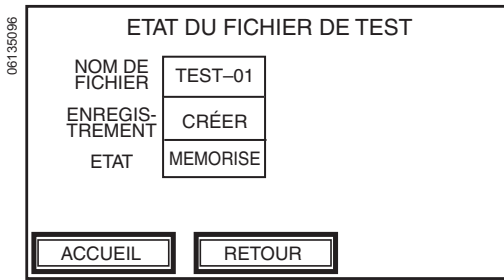 06135096
ETAT DU FICHIER DE TEST
NOM DE
FICHIER
TEST–01
ENREGIS-
TREMENT
CRÉER
ETAT
MEMORISE
ACCUEIL
RETOUR